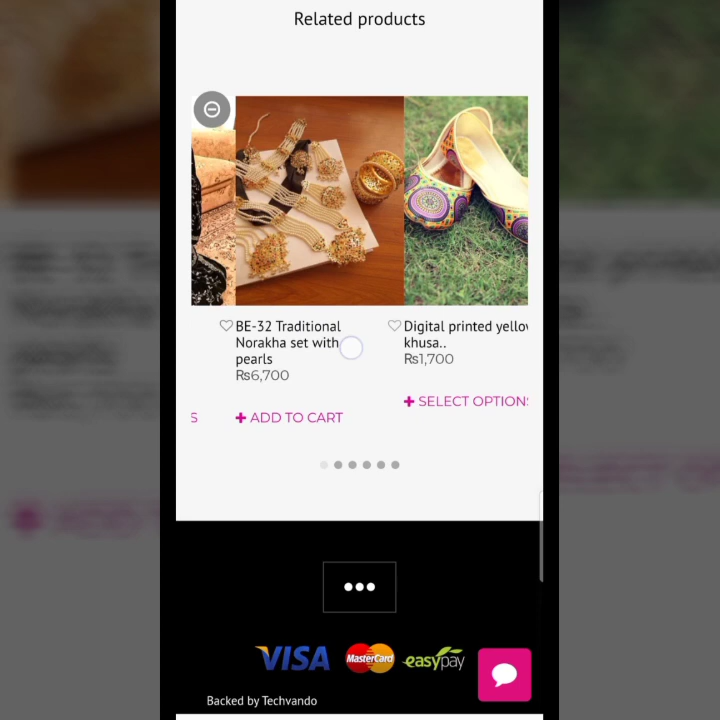 Related products
BE-32 Traditional
Norakha set with
pearls
₨6,700
+ ADD TO CART
Digital printed yellow
khusa..
₨1,700
+ SELECT OPTIONS
S
VISA MasterCard easypay
Backed by Techvando